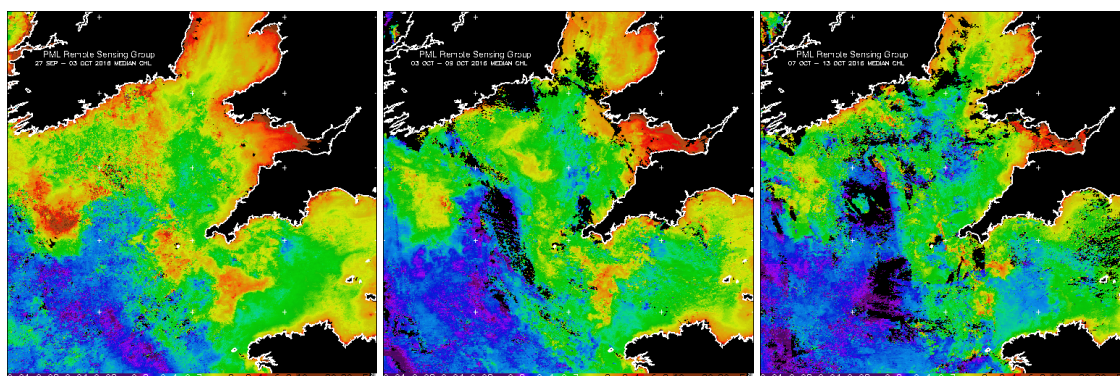 PML Remote Sensing Group
27 SEP - 03 OCT 2016 MEDIAN CHL
PML Remote Sensing Group
03 OCT - 09 OCT 2016 MEDIAN CHL
PML Remote Sensing Group
07 OCT - 13 OCT 2016 MEDIAN CHL